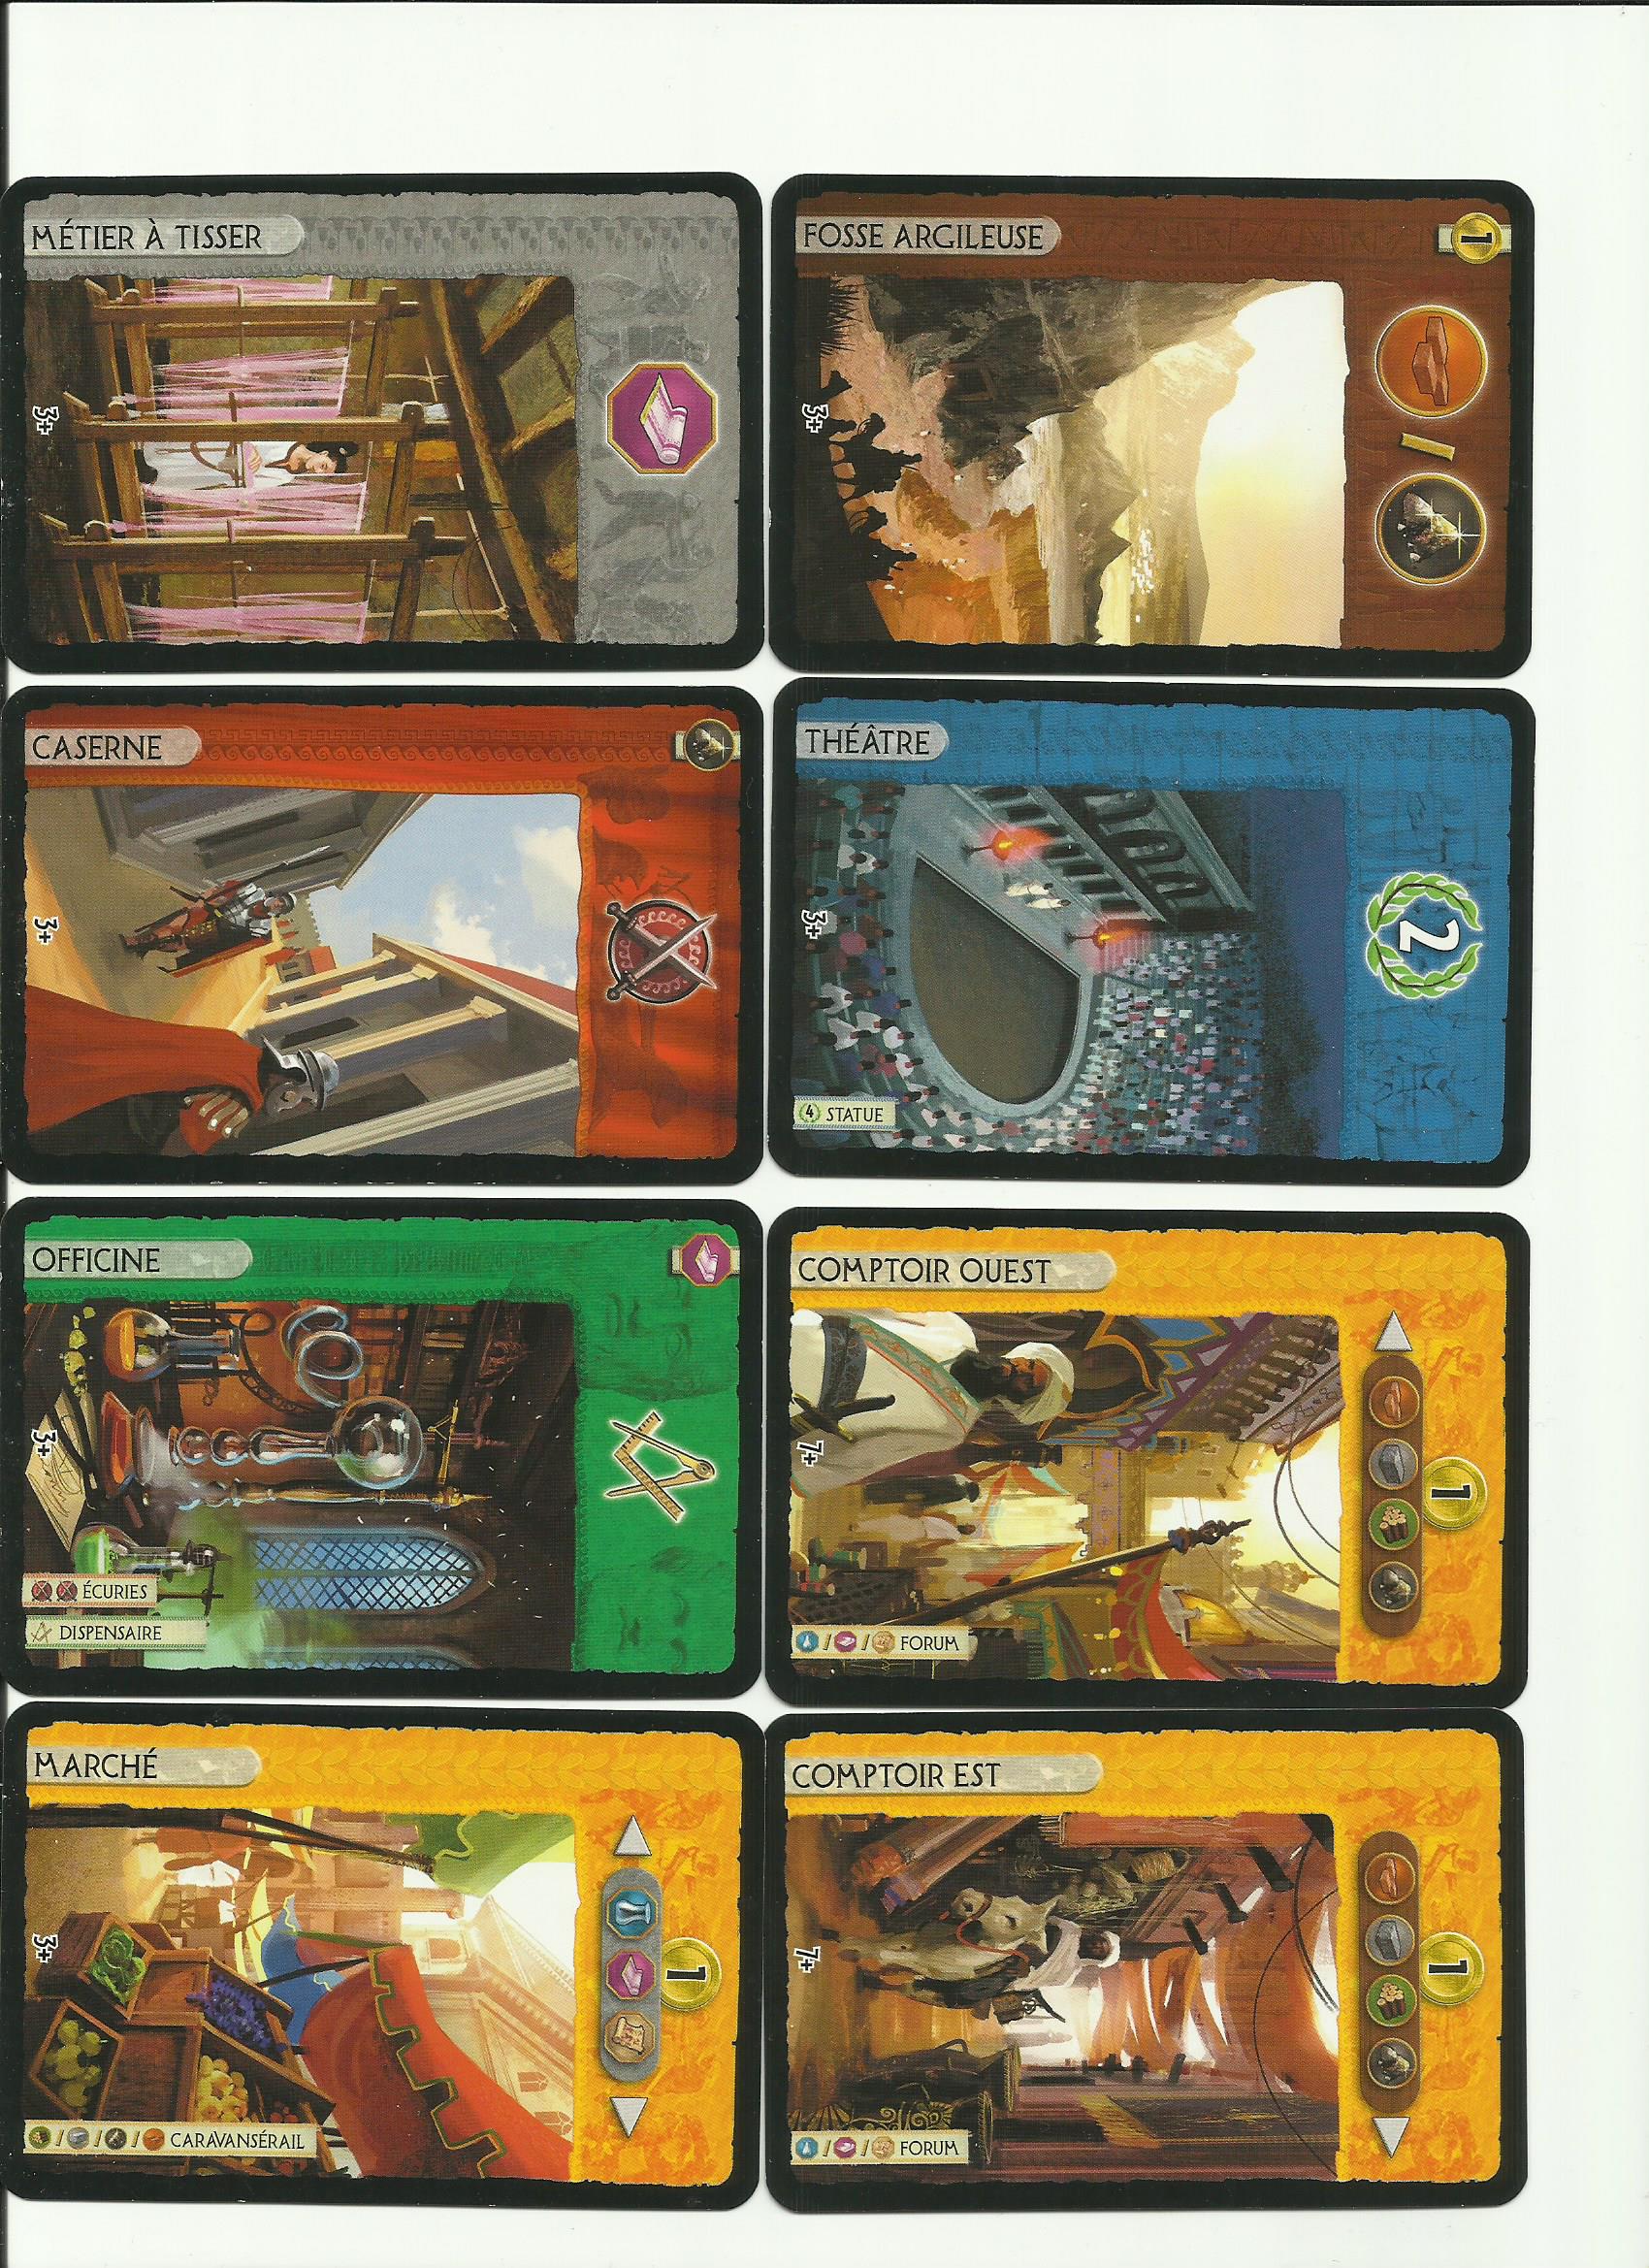 MÉTIER À TISSER
3+
FOSSE ARGILEUSE
1
/
3+
CASERNE
3+
THÉÂTRE
2
3+
4 STATUE
OFFICINE
3+
ÉCURIES
DISPENSAIRE
COMPTOIR OUEST
1
7+
/ / FORUM
MARCHÉ
1
3+
/ / / CARAVANSÉRAIL
COMPTOIR EST
1
7+
/ / FORUM